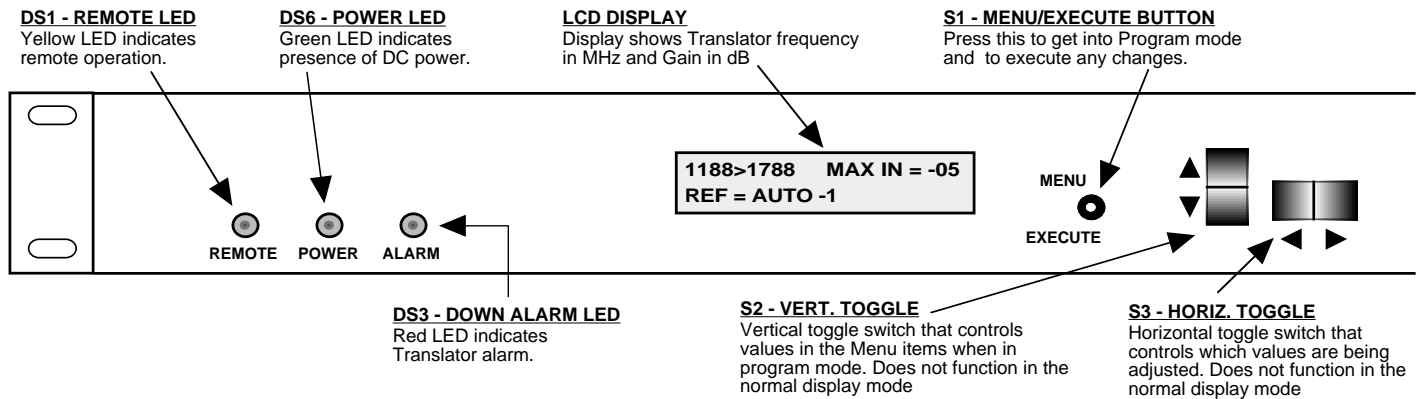 DS1 - REMOTE LED
Yellow LED indicates
remote operation.
DS6 - POWER LED
Green LED indicates
presence of DC power.
LCD DISPLAY
Display shows Translator frequency
in MHz and Gain in dB
S1 - MENU/EXECUTE BUTTON
Press this to get into Program mode
and to execute any changes.
1188>1788 MAX IN = -05
REF = AUTO -1
MENU
EXECUTE
REMOTE
POWER
ALARM
DS3 - DOWN ALARM LED
Red LED indicates
Translator alarm.
S2 - VERT. TOGGLE
Vertical toggle switch that controls
values in the Menu items when in
program mode. Does not function in the
normal display mode
S3 - HORIZ. TOGGLE
Horizontal toggle switch that
controls which values are being
adjusted. Does not function in the
normal display mode